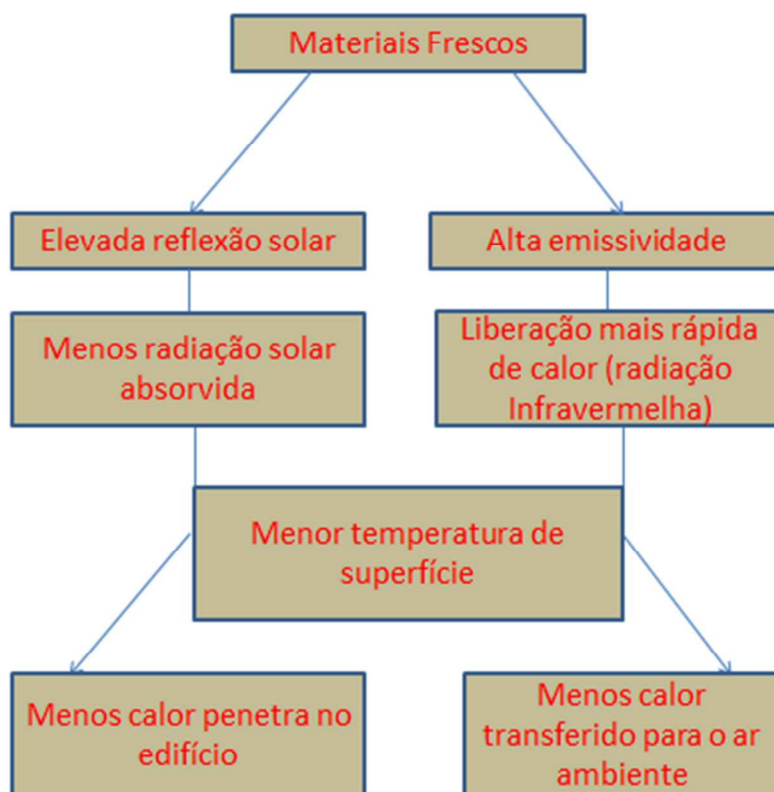 Materiais Frescos
Elevada reflexão solar
Alta emissividade
Menos radiação solar
absorvida
Liberação mais rápida
de calor (radiação
Infravermelha)
Menor temperatura de
superfície
Menos calor penetra no
edifício
Menos calor
transferido para o ar
ambiente